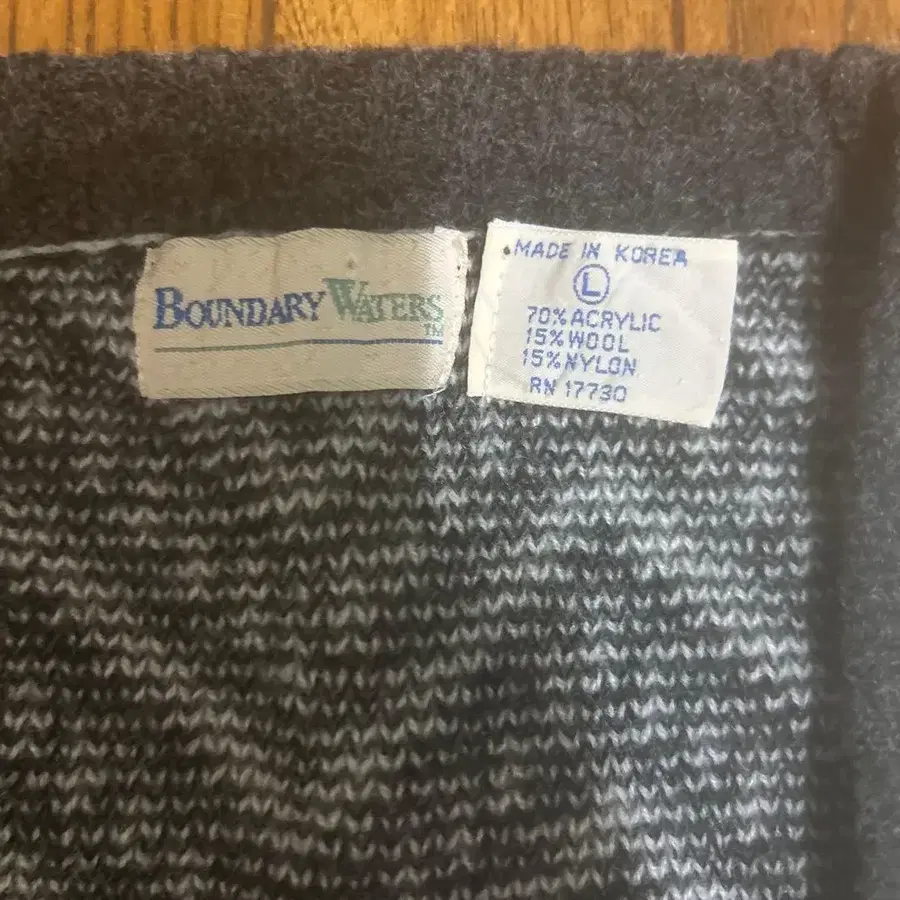 BOUNDARY WATERS
TM
MADE IN KOREA
L
70% ACRYLIC
15% WOOL
15% NYLON
RN 17730